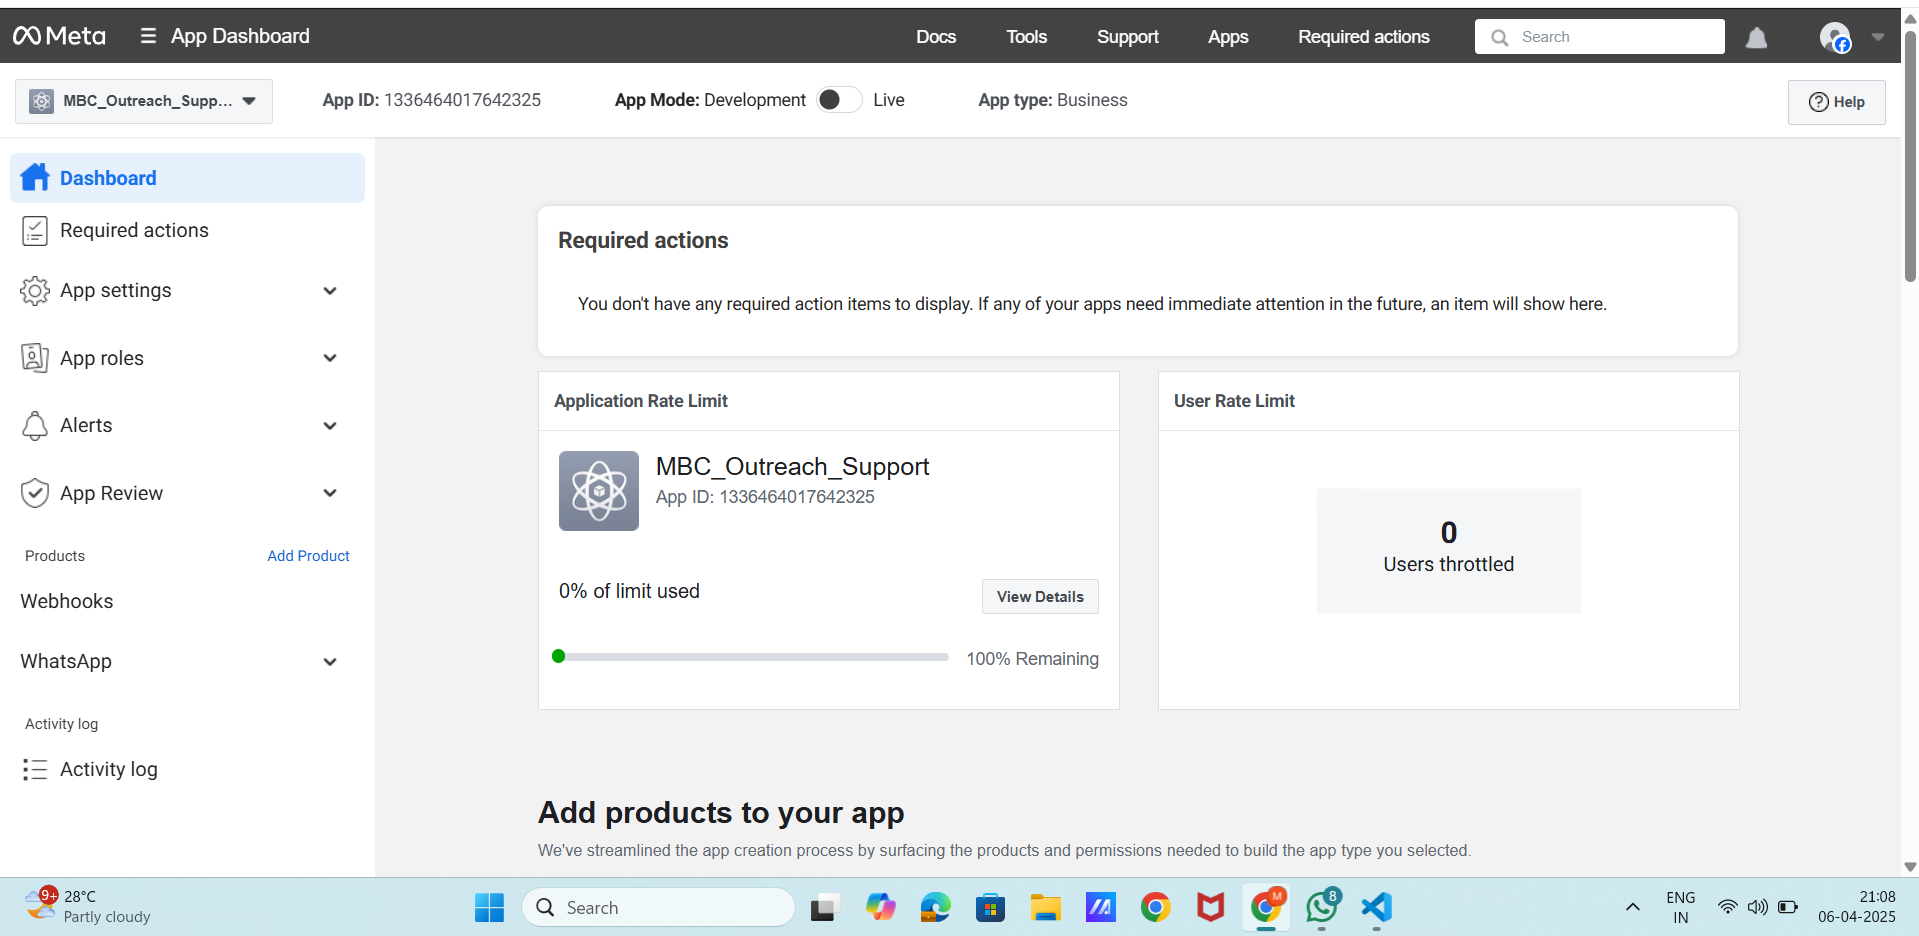 Meta
App Dashboard
Docs
Tools
Support
Apps
Required actions
Search
MBC_Outreach_Supp...
App ID: 1336464017642325
App Mode: Development
Live
App type: Business
? Help
Dashboard
Required actions
App settings
App roles
Alerts
App Review
Products
Add Product
Webhooks
WhatsApp
Activity log
Activity log
Required actions
You don't have any required action items to display. If any of your apps need immediate attention in the future, an item will show here.
Application Rate Limit
MBC_Outreach_Support
App ID: 1336464017642325
0% of limit used
View Details
100% Remaining
User Rate Limit
0
Users throttled
Add products to your app
We've streamlined the app creation process by surfacing the products and permissions needed to build the app type you selected.
9+
28°C
Partly cloudy
Search
M
8
ENG
IN
21:08
06-04-2025